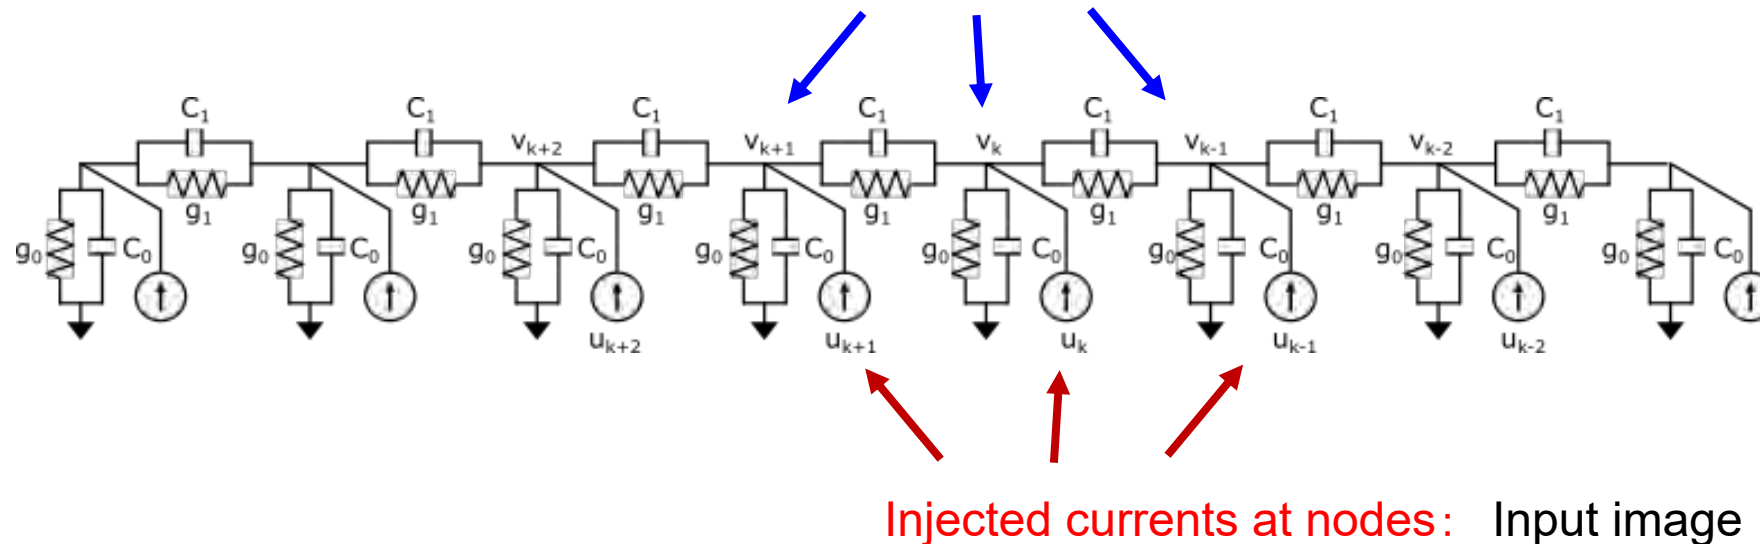 C₁ C₁ C₁ C₁ C₁ C₁ C₁
vₖ₊₂ vₖ₊₁ vₖ vₖ₋₁ vₖ₋₂
g₁ g₁ g₁ g₁ g₁ g₁ g₁
g₀ C₀ g₀ C₀ g₀ C₀ g₀ C₀ g₀ C₀ g₀ C₀ g₀ C₀ g₀ C₀
uₖ₊₂ uₖ₊₁ uₖ uₖ₋₁ uₖ₋₂
Injected currents at nodes: Input image